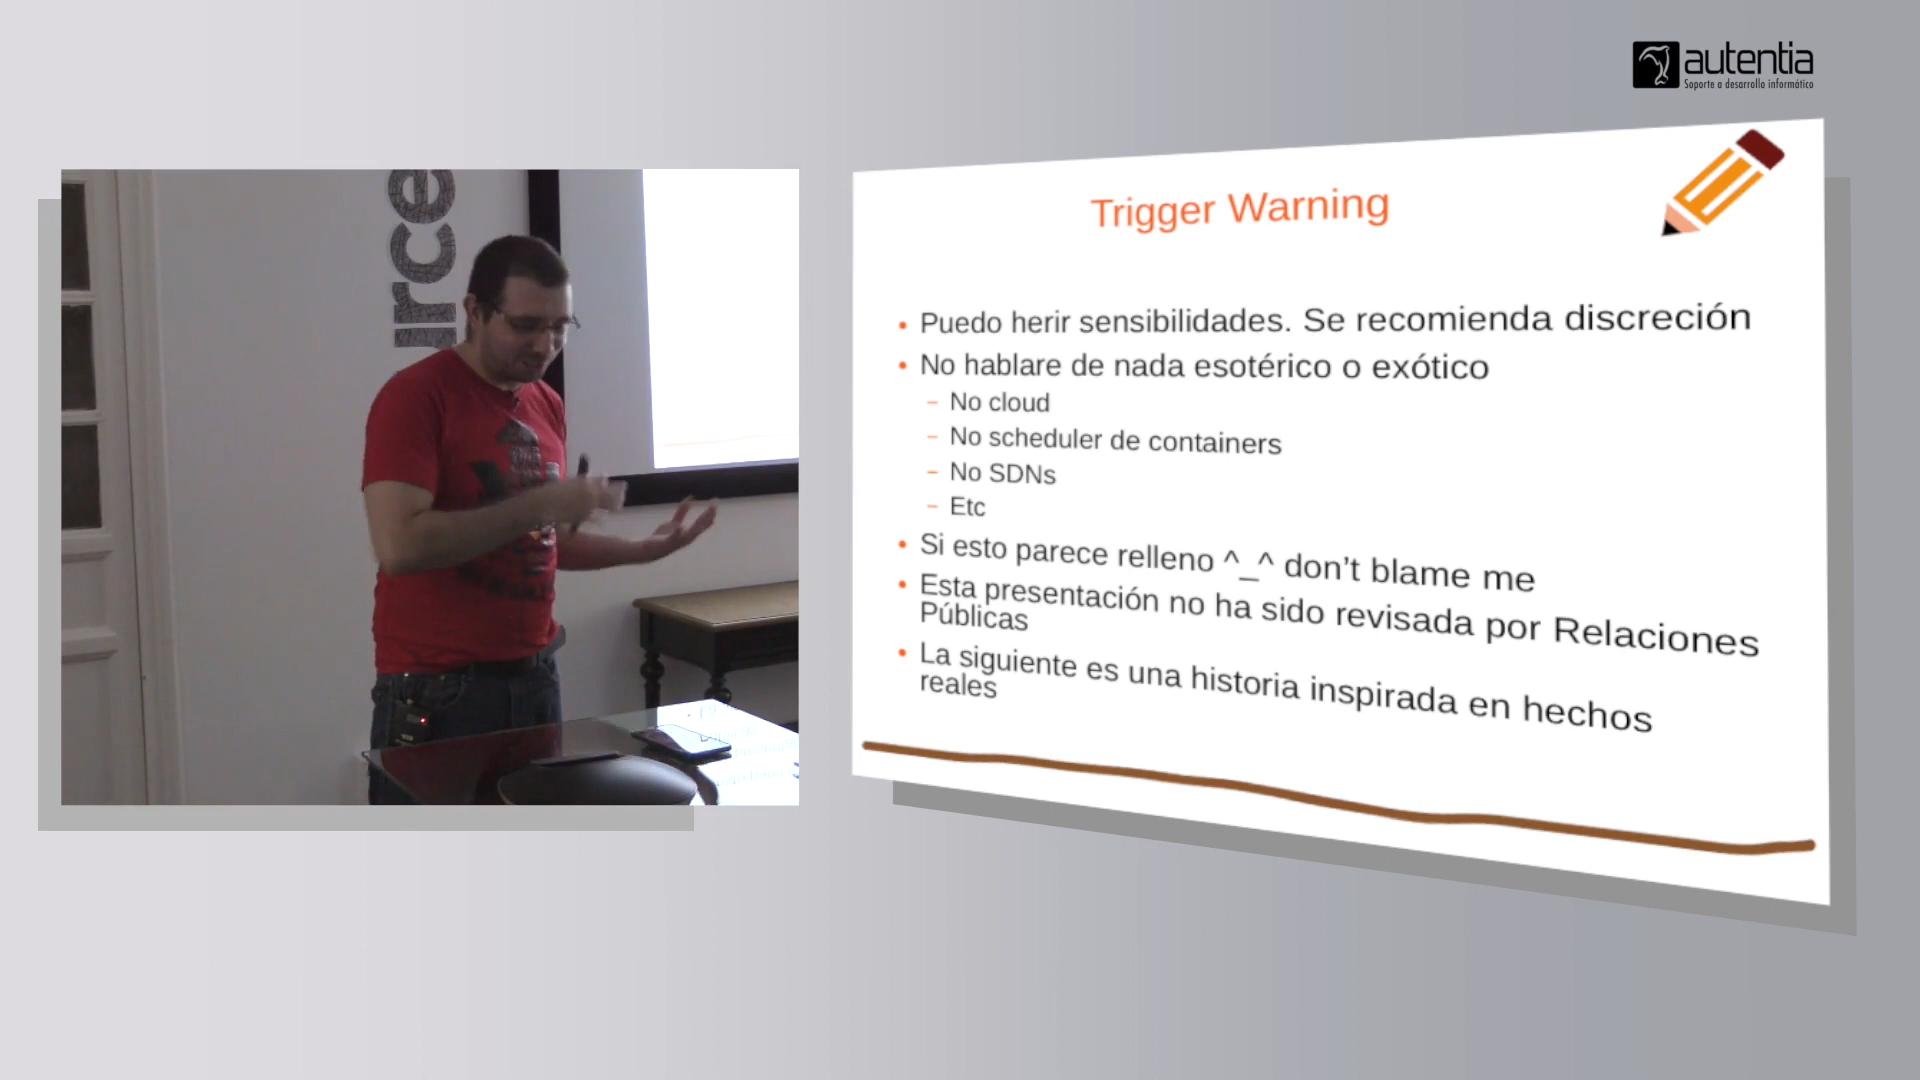 autentia
Soporte a desarrollo informático
urce
Trigger Warning
• Puedo herir sensibilidades. Se recomienda discreción
• No hablare de nada esotérico o exótico
– No cloud
– No scheduler de containers
– No SDNs
– Etc
• Si esto parece relleno ^_^ don't blame me
• Esta presentación no ha sido revisada por Relaciones
Públicas
• La siguiente es una historia inspirada en hechos
reales